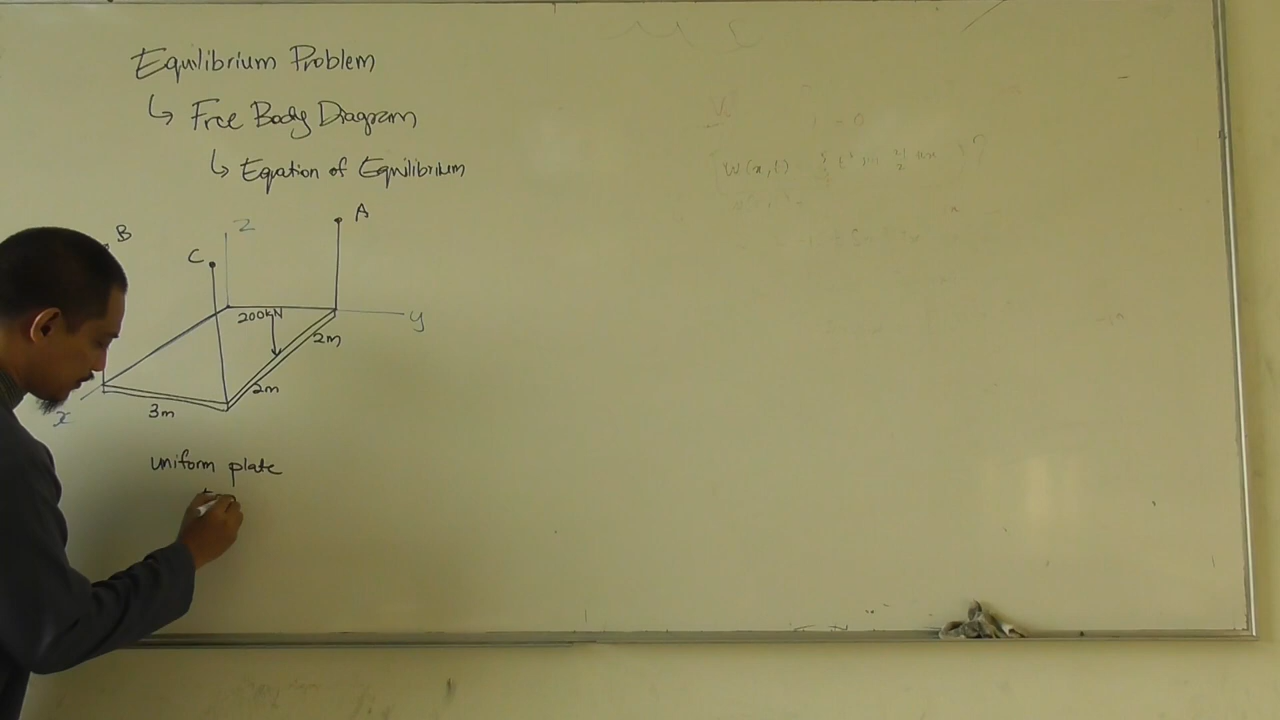 Equilibrium Problem
↳ Free Body Diagram
↳ Equation of Equilibrium
A
B
Z
C
200kN
y
2m
2m
x
3m
uniform plate
W(x,t)